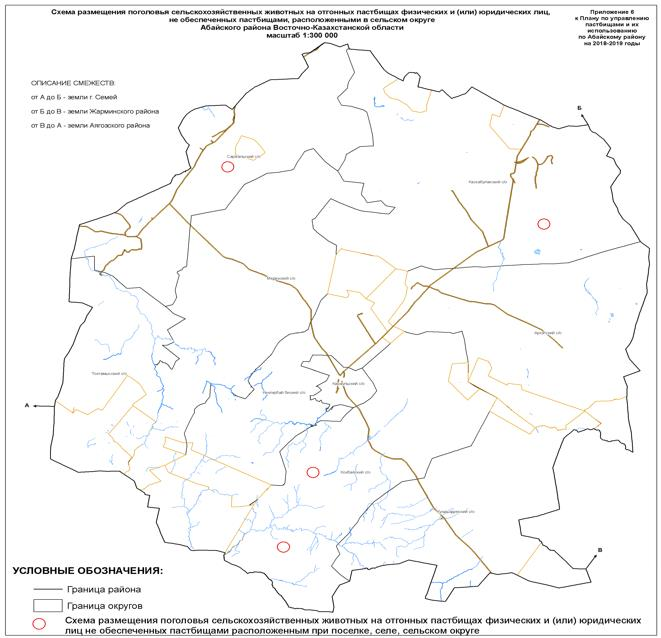 Схема размещения поголовья сельскохозяйственных животных на отгонных пастбищах физических и (или) юридических лиц,
не обеспеченных пастбищами, расположенными в сельском округе
Абайского района Восточно-Казахстанской области
масштаб 1:300 000
Приложение 6
к Плану по управлению
пастбищами и их
использованию
по Абайскому району
на 2018-2019 годы
ОПИСАНИЕ СМЕЖЕСТВ:
от А до Б - земли г. Семей
от Б до В - земли Жарминского района
от В до А - земли Аягозского района
Б
Саржальский с/о
Каскабулакский с/о
Архатский с/о
Токтамысский с/о
А
В
УСЛОВНЫЕ ОБОЗНАЧЕНИЯ:
Граница района
Граница округов
Схема размещения поголовья сельскохозяйственных животных на отгонных пастбищах физических и (или) юридических
лиц не обеспеченных пастбищами расположенным при поселке, селе, сельском округе